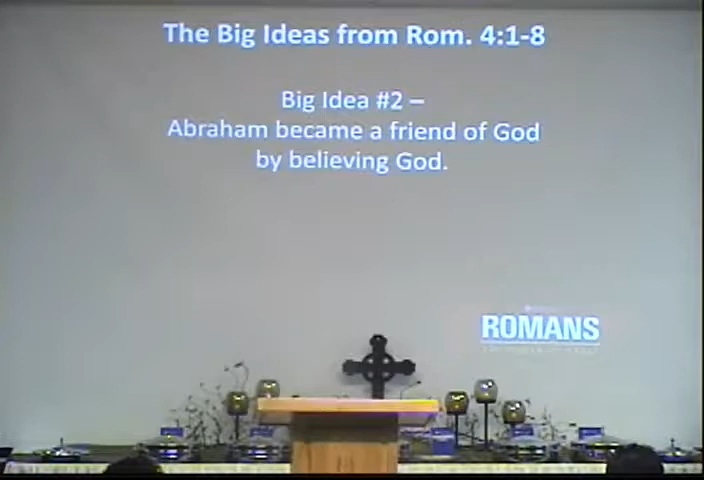 The Big Ideas from Rom. 4:1-8
Big Idea #2 –
Abraham became a friend of God
by believing God.
ROMANS